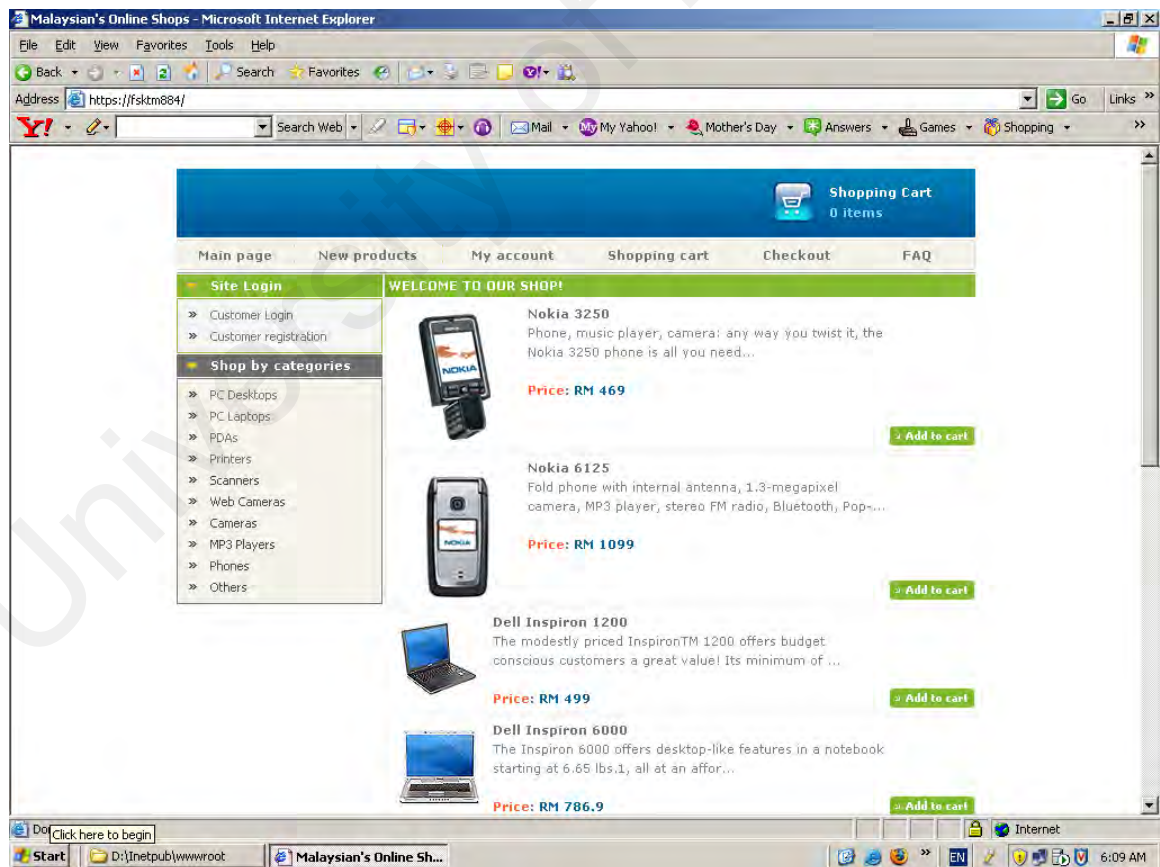 Malaysian's Online Shops - Microsoft Internet Explorer
File Edit View Favorites Tools Help
Back Search Favorites
Address https://fsktm884/ Go Links »
Y! Search Web Mail My Yahoo! Mother's Day Answers Games Shopping »
Shopping Cart
0 items
Main page New products My account Shopping cart Checkout FAQ
Site Login
» Customer Login
» Customer registration
Shop by categories
» PC Desktops
» PC Laptops
» PDAs
» Printers
» Scanners
» Web Cameras
» Cameras
» MP3 Players
» Phones
» Others
WELCOME TO OUR SHOP!
Nokia 3250
Phone, music player, camera: any way you twist it, the
Nokia 3250 phone is all you need...
Price: RM 469
» Add to cart
NOKIA
Nokia 6125
Fold phone with internal antenna, 1.3-megapixel
camera, MP3 player, stereo FM radio, Bluetooth, Pop-...
Price: RM 1099
» Add to cart
NOKIA
Dell Inspiron 1200
The modestly priced InspironTM 1200 offers budget
conscious customers a great value! Its minimum of ...
Price: RM 499
» Add to cart
Dell Inspiron 6000
The Inspiron 6000 offers desktop-like features in a notebook
starting at 6.65 lbs.1, all at an affor...
Price: RM 786.9
» Add to cart
Click here to begin
Internet
Start D:\Inetpub\wwwroot Malaysian's Online Sh... » EN 6:09 AM
University of